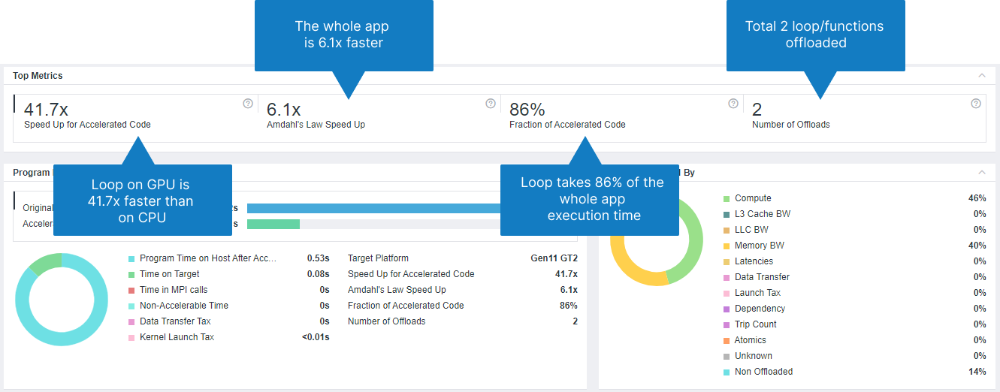 The whole app
is 6.1x faster
Total 2 loop/functions
offloaded
Top Metrics
41.7x
Speed Up for Accelerated Code
6.1x
Amdahl's Law Speed Up
86%
Fraction of Accelerated Code
2
Number of Offloads
Loop on GPU is
41.7x faster than
on CPU
Loop takes 86% of the
whole app
execution time
Program
By
Program Time on Host After Acc... 0.53s
Time on Target 0.08s
Time in MPI calls 0s
Non-Accelerable Time 0s
Data Transfer Tax 0s
Kernel Launch Tax <0.01s
Target Platform Gen11 GT2
Speed Up for Accelerated Code 41.7x
Amdahl's Law Speed Up 6.1x
Fraction of Accelerated Code 86%
Number of Offloads 2
Compute 46%
L3 Cache BW 0%
LLC BW 0%
Memory BW 40%
Latencies 0%
Data Transfer 0%
Launch Tax 0%
Dependency 0%
Trip Count 0%
Atomics 0%
Unknown 0%
Non Offloaded 14%